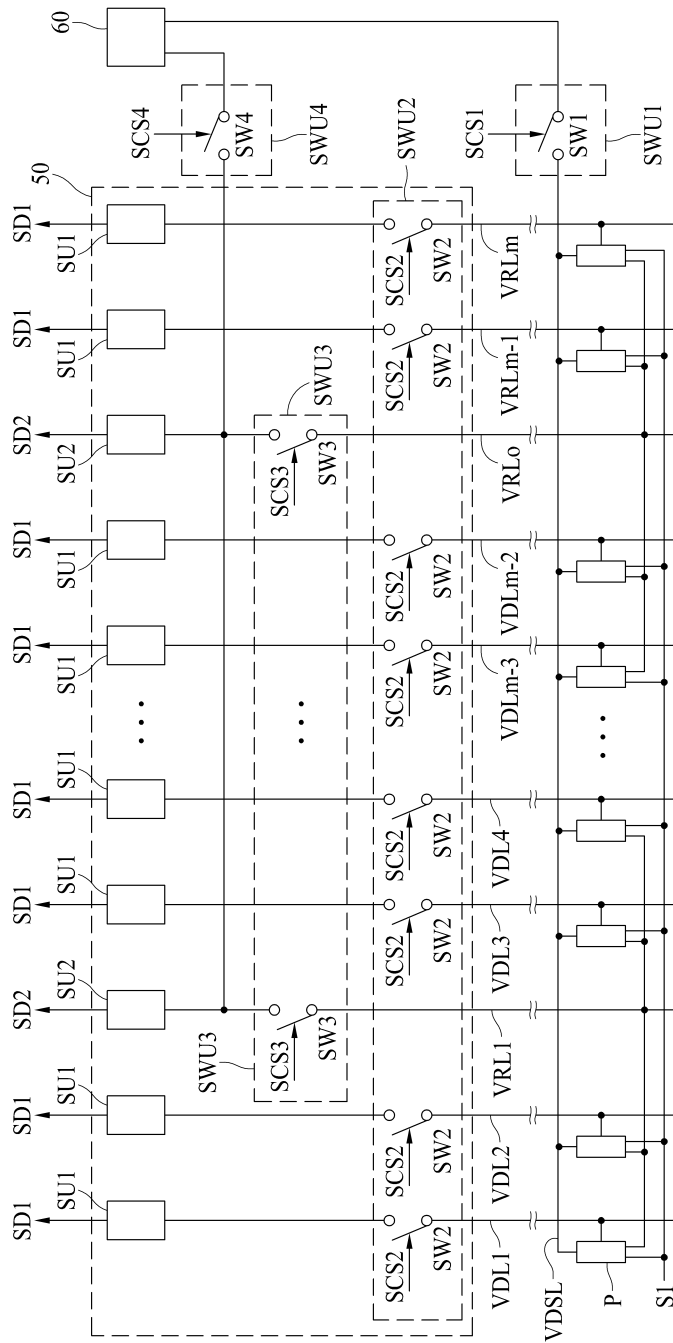 SD1 SD1 SD2 SD1 SD1 SD1 SD1 SD2 SD1 SD1
50
SU1 SU1 SU2 SU1 SU1 SU1 SU1 SU2 SU1 SU1
60
SCS4
SW4
SWU4
SWU3
SWU3
SCS3 SCS3
SW3 SW3
SWU2
SCS2 SCS2 SCS2 SCS2 SCS2 SCS2 SCS2 SCS2
SW2 SW2 SW2 SW2 SW2 SW2 SW2 SW2
SCS1
VDL1 VDL2 VRL1 VDL3 VDL4 VDLm-3 VDLm-2 VRLo VRLm-1 VRLm
VDSL
SW1
P
SWU1
S1